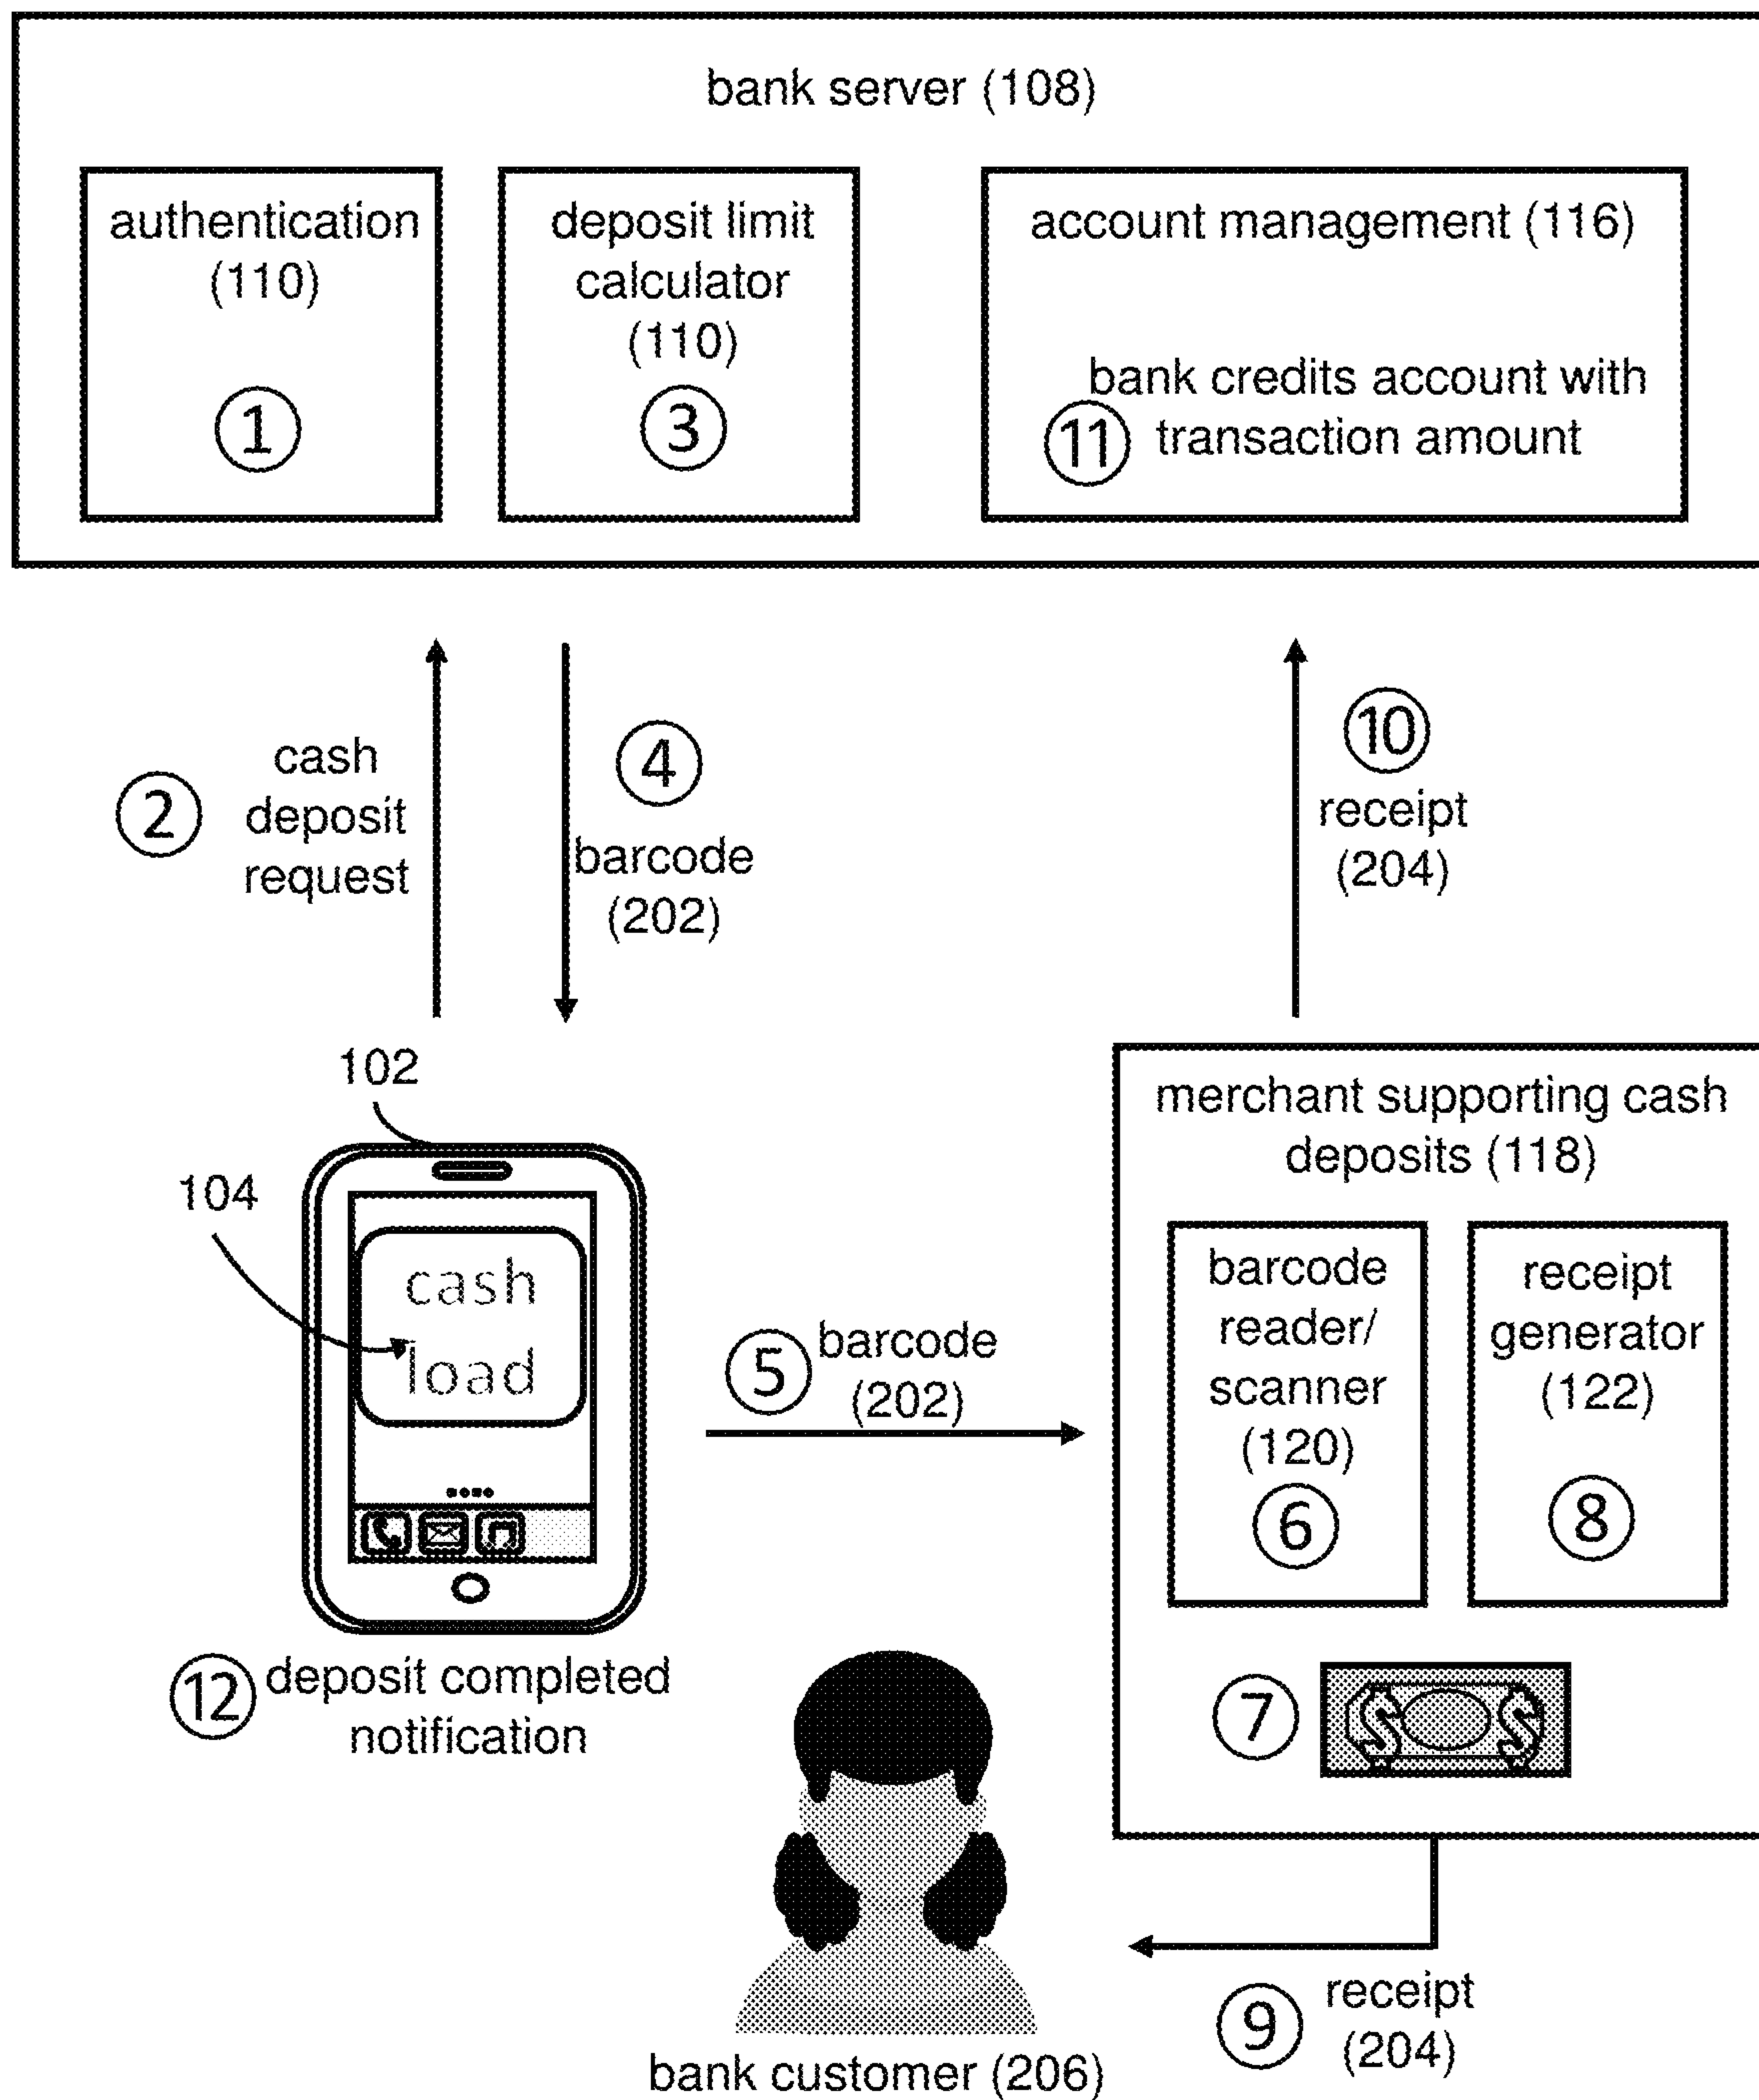 bank server (108)
authentication
(110)
1
deposit limit
calculator
(110)
3
account management (116)
bank credits account with
11 transaction amount
2
cash
deposit
request
4
barcode
(202)
10
receipt
(204)
102
104
cash
load
5
barcode
(202)
merchant supporting cash
deposits (118)
barcode
reader/
scanner
(120)
6
receipt
generator
(122)
8
7
$ $
12 deposit completed
notification
9
receipt
(204)
bank customer (206)